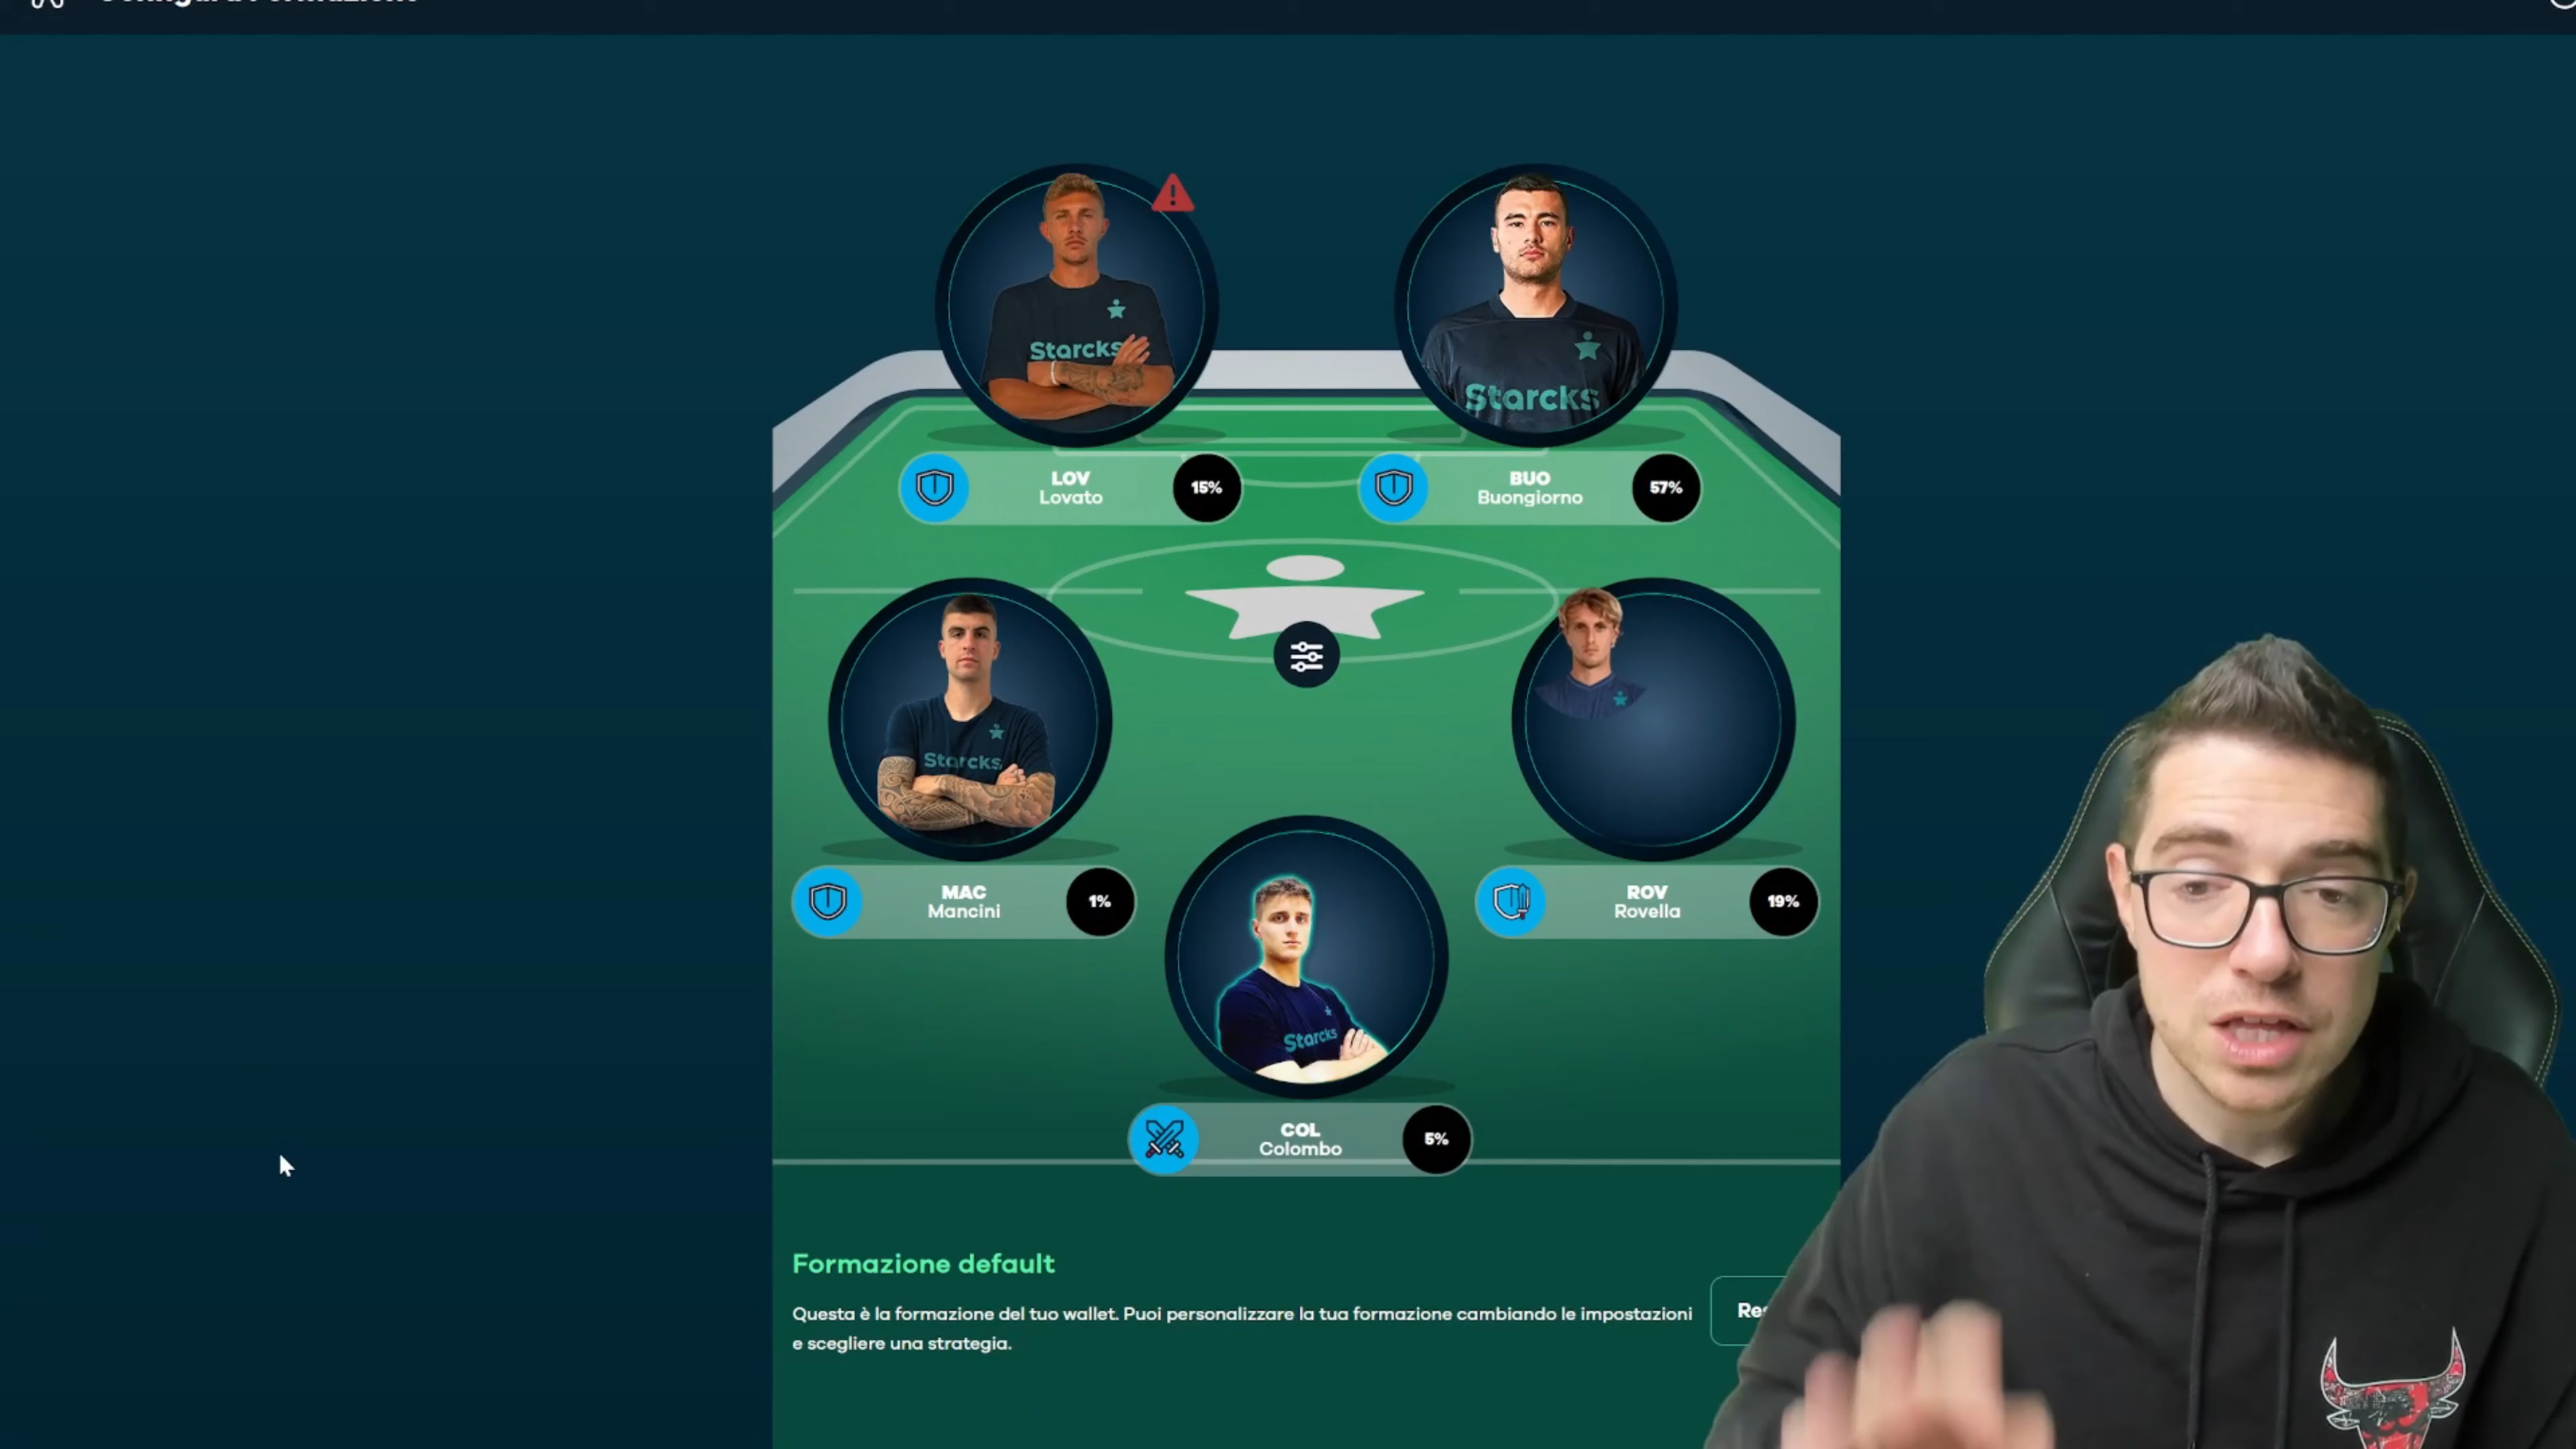 Configura Formazione
Starcks
Starcks
LOV
Lovato
15%
BUO
Buongiorno
57%
Starcks
MAC
Mancini
1%
ROV
Rovella
19%
Starcks
COL
Colombo
5%
Formazione default
Questa è la formazione del tuo wallet. Puoi personalizzare la tua formazione cambiando le impostazioni
e scegliere una strategia.